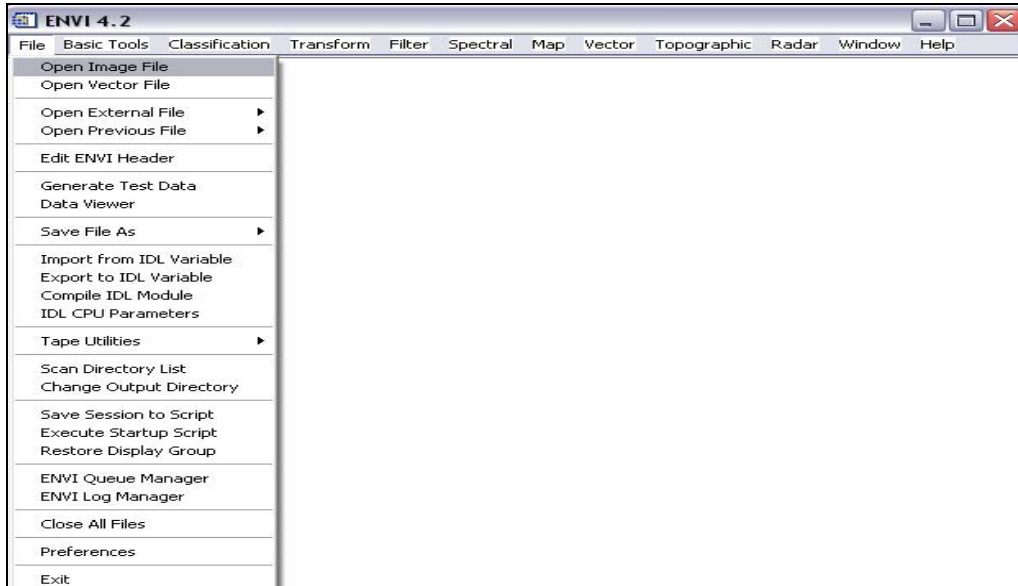 ENVI 4.2
File Basic Tools Classification Transform Filter Spectral Map Vector Topographic Radar Window Help
Open Image File
Open Vector File
Open External File
Open Previous File
Edit ENVI Header
Generate Test Data
Data Viewer
Save File As
Import from IDL Variable
Export to IDL Variable
Compile IDL Module
IDL CPU Parameters
Tape Utilities
Scan Directory List
Change Output Directory
Save Session to Script
Execute Startup Script
Restore Display Group
ENVI Queue Manager
ENVI Log Manager
Close All Files
Preferences
Exit